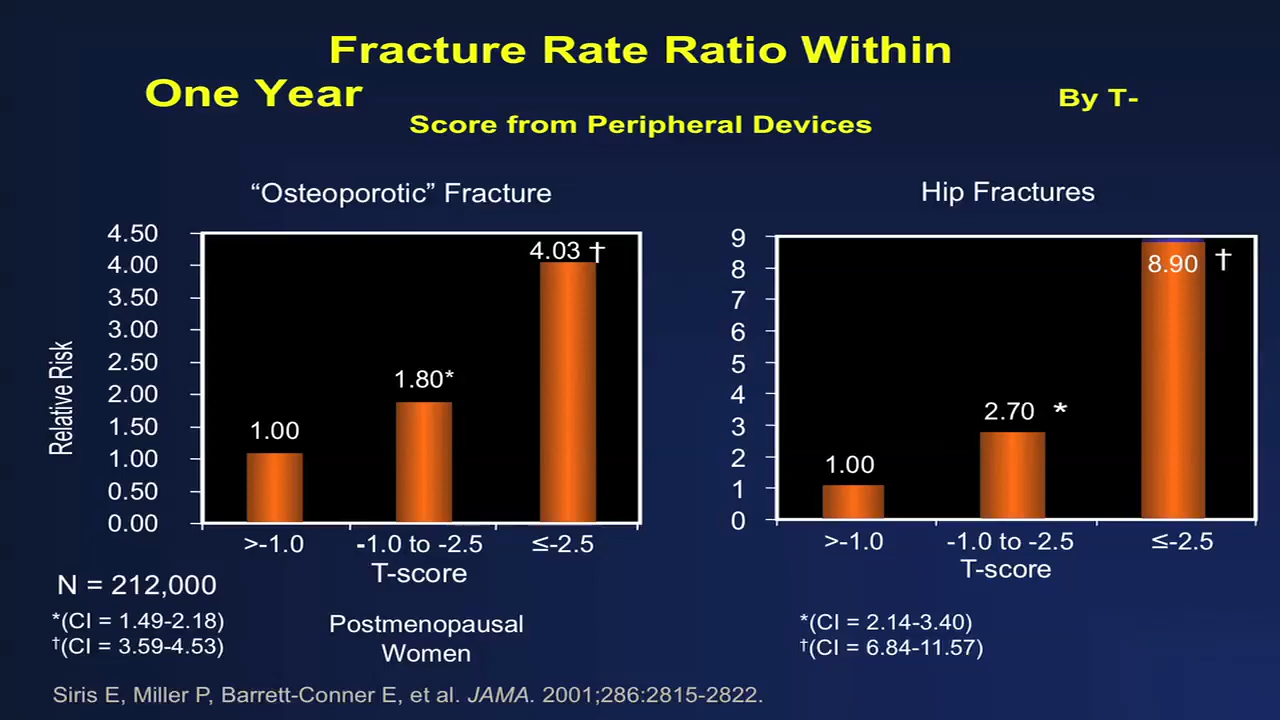 Fracture Rate Ratio Within
One Year By T-
Score from Peripheral Devices
“Osteoporotic” Fracture
4.50
4.00
3.50
3.00
2.50
2.00
1.50
1.00
0.50
0.00
Relative Risk
1.00
1.80*
4.03 †
>-1.0
-1.0 to -2.5
≤-2.5
T-score
Hip Fractures
9
8
7
6
5
4
3
2
1
0
1.00
2.70 *
8.90 †
>-1.0
-1.0 to -2.5
≤-2.5
T-score
N = 212,000
*(CI = 1.49-2.18)
†(CI = 3.59-4.53)
Postmenopausal
Women
*(CI = 2.14-3.40)
†(CI = 6.84-11.57)
Siris E, Miller P, Barrett-Conner E, et al. JAMA. 2001;286:2815-2822.